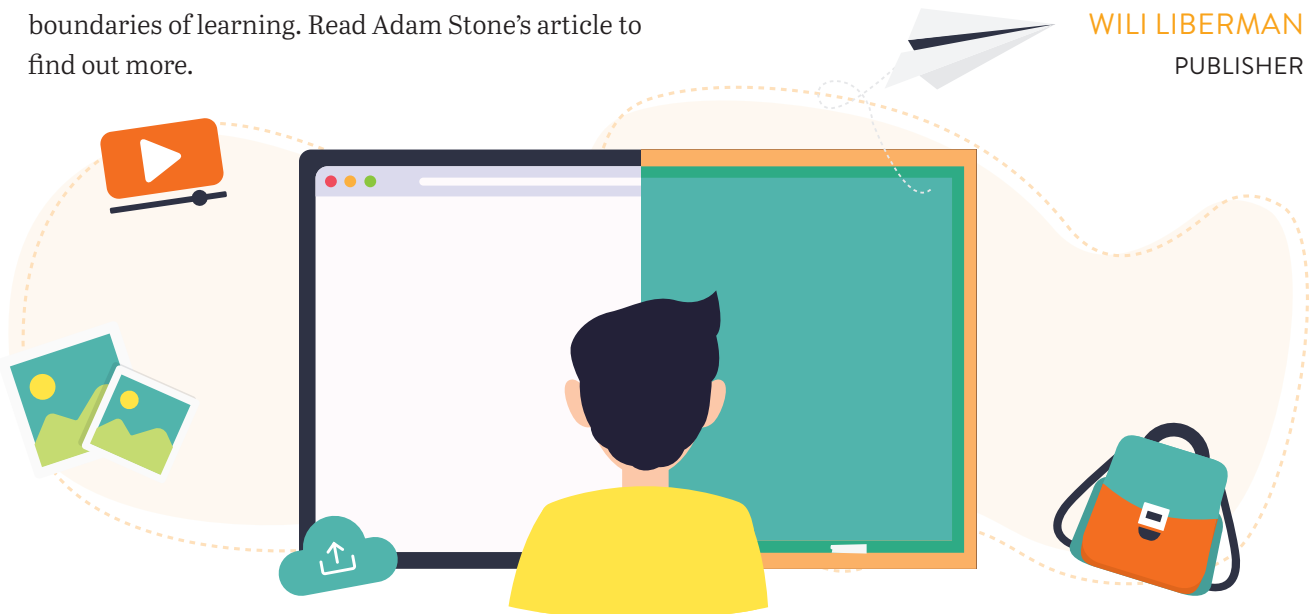 boundaries of learning. Read Adam Stone’s article to
find out more.
WILI LIBERMAN
PUBLISHER